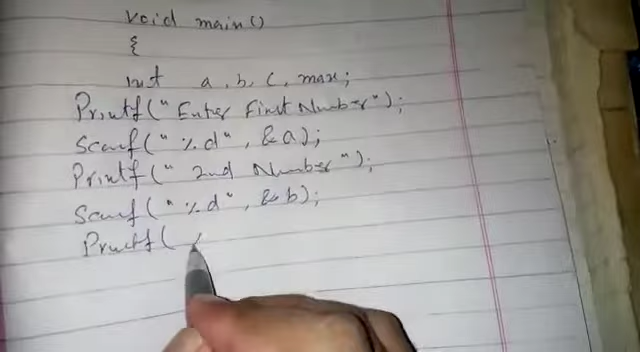 void main()
{
int a, b, c, max;
Printf(" Enter First Number");
Scanf(" %d", &a);
Printf(" 2nd Number");
Scanf(" %d", &b);
Printf(